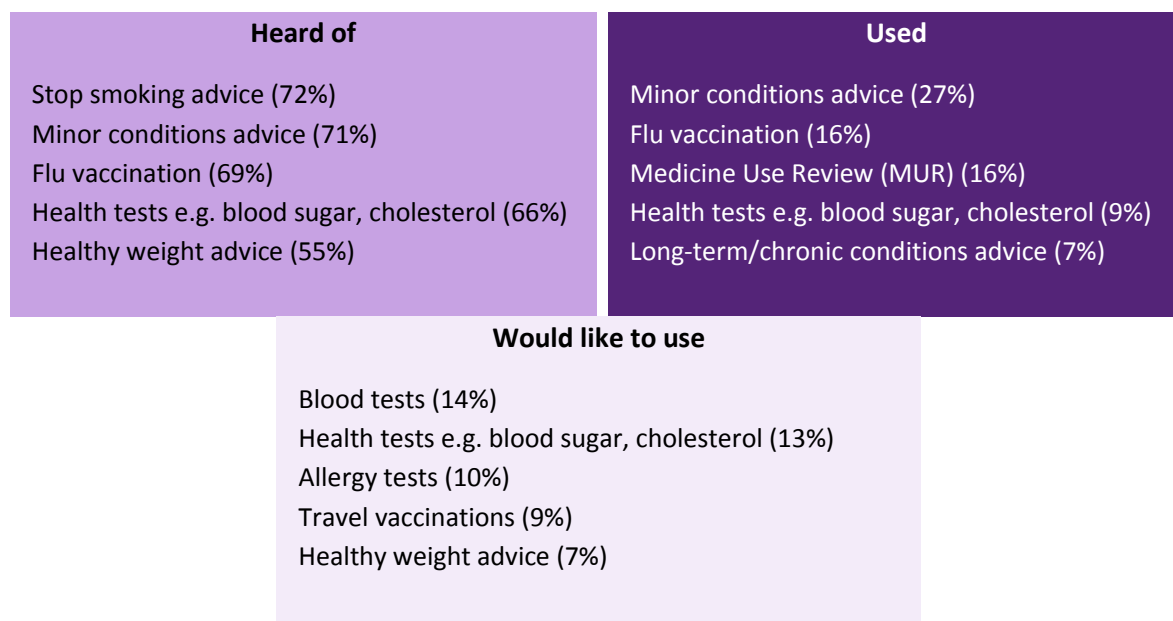 Heard of
Stop smoking advice (72%)
Minor conditions advice (71%)
Flu vaccination (69%)
Health tests e.g. blood sugar, cholesterol (66%)
Healthy weight advice (55%)
Used
Minor conditions advice (27%)
Flu vaccination (16%)
Medicine Use Review (MUR) (16%)
Health tests e.g. blood sugar, cholesterol (9%)
Long-term/chronic conditions advice (7%)
Would like to use
Blood tests (14%)
Health tests e.g. blood sugar, cholesterol (13%)
Allergy tests (10%)
Travel vaccinations (9%)
Healthy weight advice (7%)